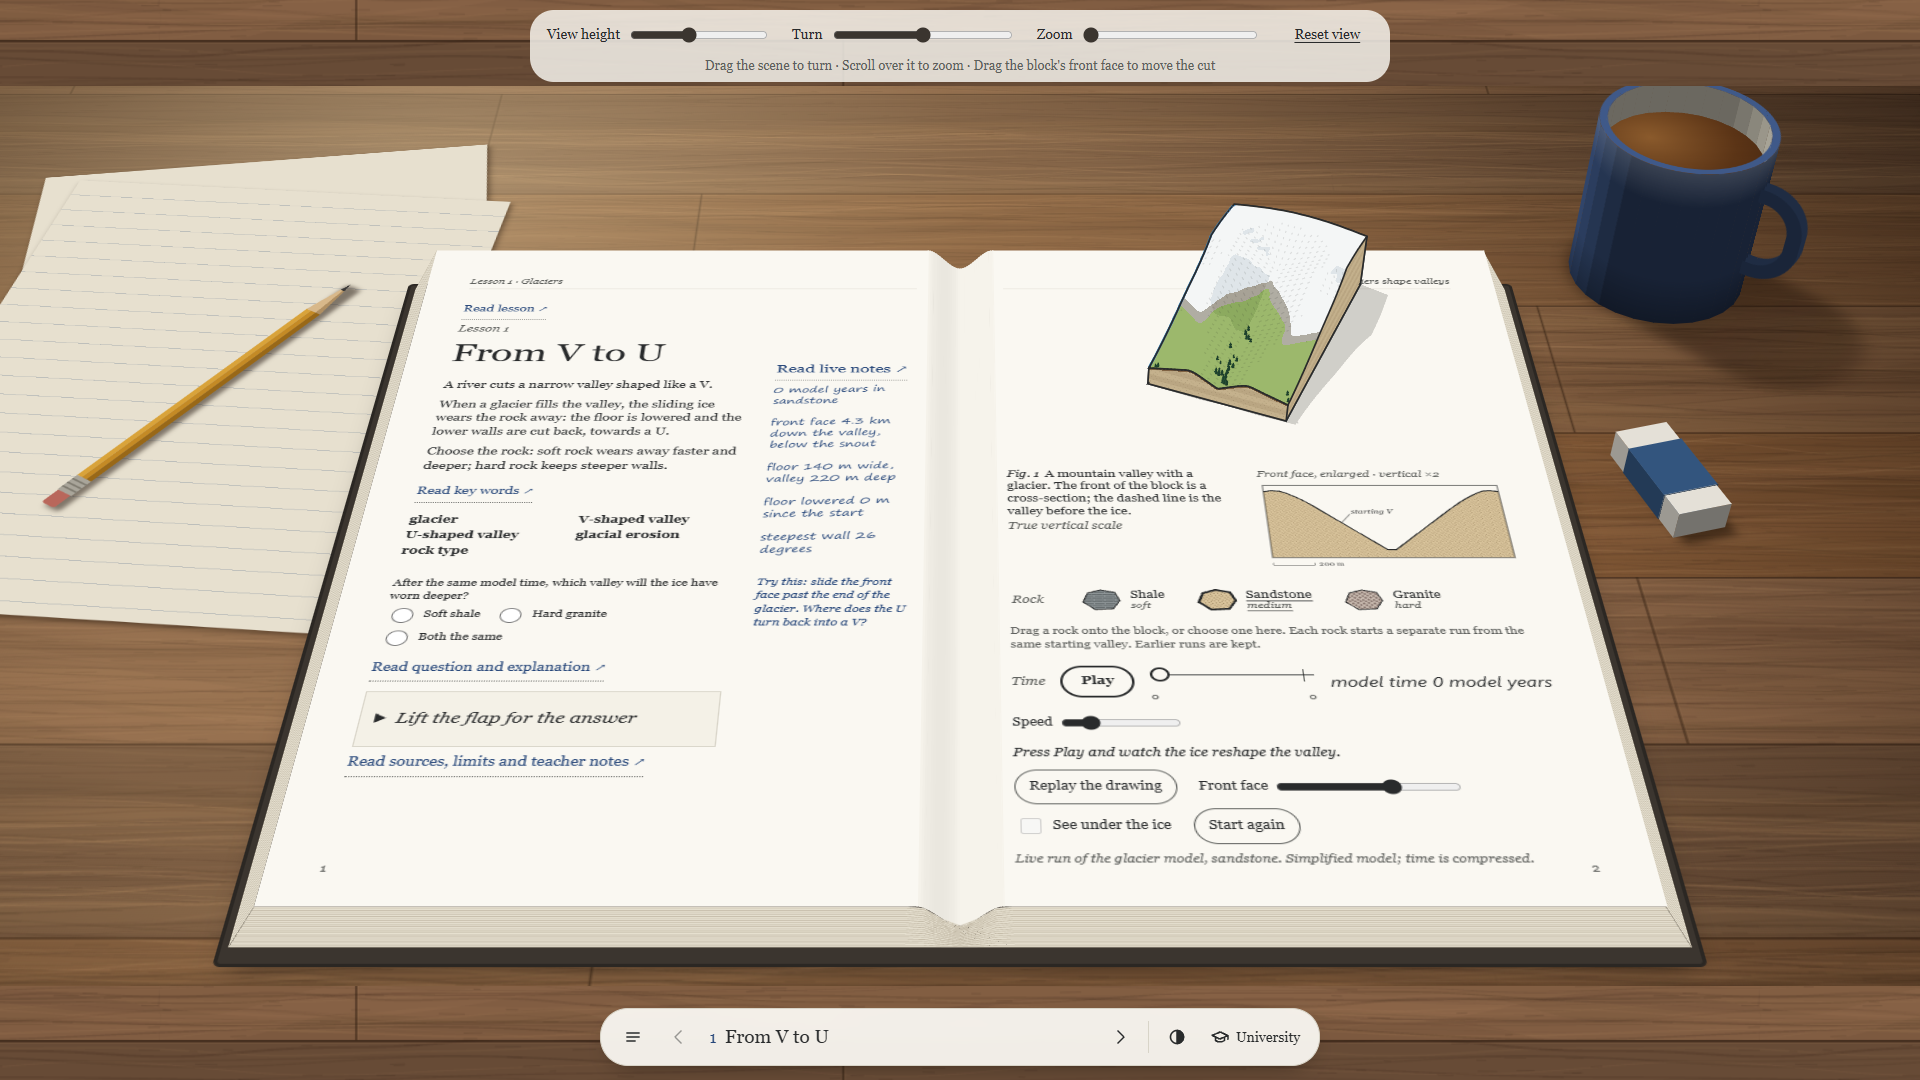 View height
Turn
Zoom
Reset view
Drag the scene to turn · Scroll over it to zoom · Drag the block's front face to move the cut
Lesson 1 · Glaciers
Read lesson ↗
Lesson 1
From V to U
A river cuts a narrow valley shaped like a V.
When a glacier fills the valley, the sliding ice
wears the rock away: the floor is lowered and the
lower walls are cut back, towards a U.
Choose the rock: soft rock wears away faster and
deeper; hard rock keeps steeper walls.
Read key words ↗
glacier
V-shaped valley
U-shaped valley
glacial erosion
rock type
After the same model time, which valley will the ice have
worn deeper?
Soft shale
Hard granite
Both the same
Read question and explanation ↗
▶ Lift the flap for the answer
Read sources, limits and teacher notes ↗
1
Read live notes ↗
0 model years in
sandstone
front face 4.3 km
down the valley,
below the snout
floor 140 m wide,
valley 220 m deep
floor lowered 0 m
since the start
steepest wall 26
degrees
Try this: slide the front
face past the end of the
glacier. Where does the U
turn back into a V?
shape valleys
Fig. 1 A mountain valley with a
glacier. The front of the block is a
cross-section; the dashed line is the
valley before the ice.
True vertical scale
Front face, enlarged · vertical ×2
starting V
200 m
Rock
Shale
soft
Sandstone
medium
Granite
hard
Drag a rock onto the block, or choose one here. Each rock starts a separate run from the
same starting valley. Earlier runs are kept.
Time
Play
0
0
model time 0 model years
Speed
Press Play and watch the ice reshape the valley.
Replay the drawing
Front face
See under the ice
Start again
Live run of the glacier model, sandstone. Simplified model; time is compressed.
2
1 From V to U
University